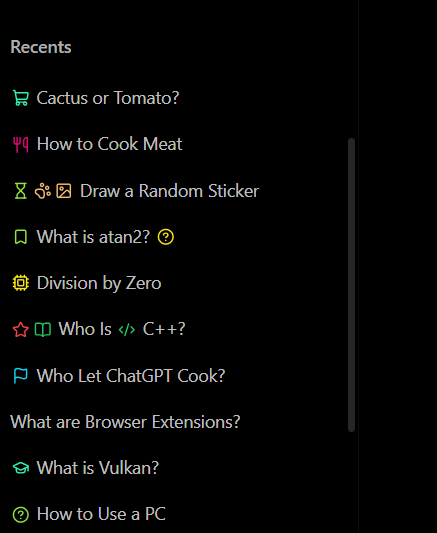 Recents
Cactus or Tomato?
How to Cook Meat
Draw a Random Sticker
What is atan2?
Division by Zero
Who Is C++?
Who Let ChatGPT Cook?
What are Browser Extensions?
What is Vulkan?
How to Use a PC